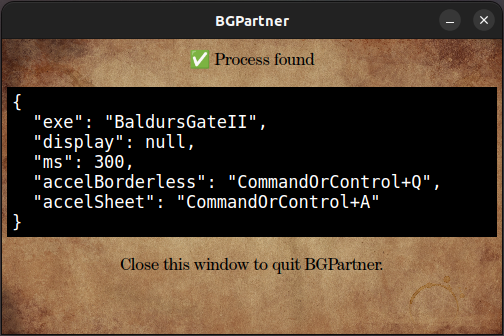 BGPartner
✅ Process found
{
  "exe": "BaldursGateII",
  "display": null,
  "ms": 300,
  "accelBorderless": "CommandOrControl+Q",
  "accelSheet": "CommandOrControl+A"
}
Close this window to quit BGPartner.